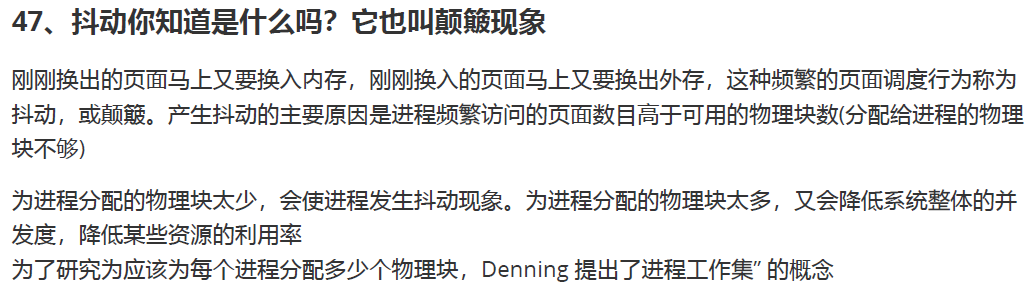 47、抖动你知道是什么吗？它也叫颠簸现象
刚刚换出的页面马上又要换入内存，刚刚换入的页面马上又要换出外存，这种频繁的页面调度行为称为
抖动，或颠簸。产生抖动的主要原因是进程频繁访问的页面数目高于可用的物理块数(分配给进程的物理
块不够)
为进程分配的物理块太少，会使进程发生抖动现象。为进程分配的物理块太多，又会降低系统整体的并
发度，降低某些资源的利用率
为了研究为应该为每个进程分配多少个物理块，Denning 提出了进程工作集” 的概念